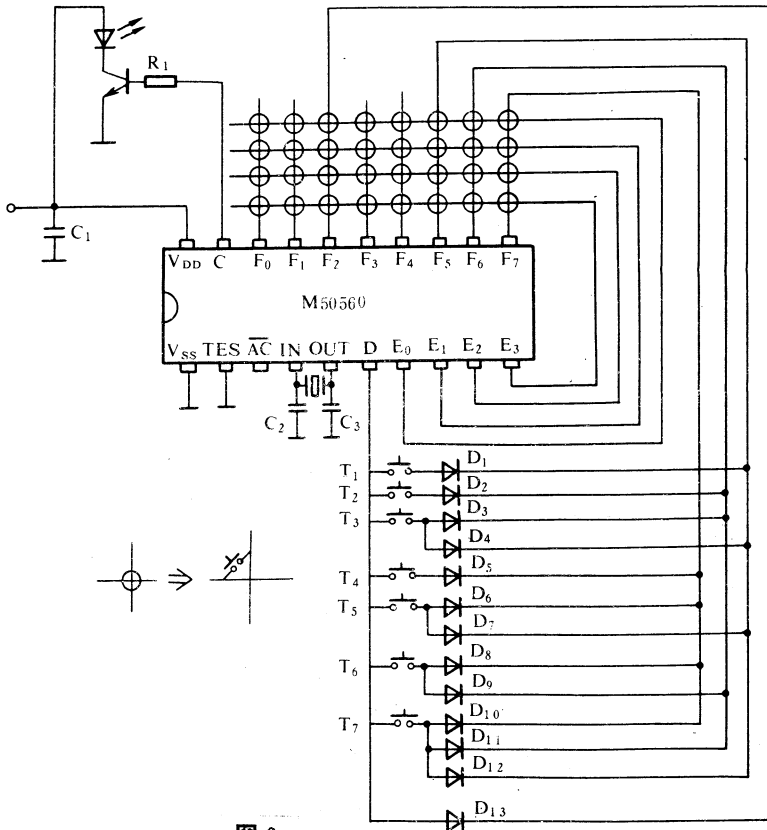 R1
C1
VDD C F0 F1 F2 F3 F4 F5 F6 F7
M50560
VSS TES A̅C̅ IN OUT D E0 E1 E2 E3
C2 C3
T1 D1
T2 D2
T3 D3
D4
T4 D5
T5 D6
D7
T6 D8
D9
T7 D10
D11
D12
D13